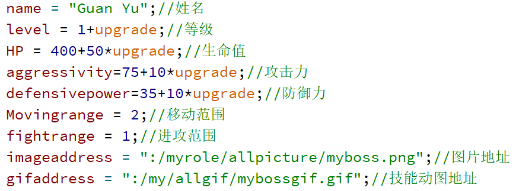 name = "Guan Yu";//姓名
level = 1+upgrade;//等级
HP = 400+50*upgrade;//生命值
aggressivity=75+10*upgrade;//攻击力
defensivepower=35+10*upgrade;//防御力
Movingrange = 2;//移动范围
fightrange = 1;//进攻范围
imageaddress = ":/myrole/allpicture/myboss.png";//图片地址
gifaddress = ":/my/allgif/mybossgif.gif";//技能动图地址